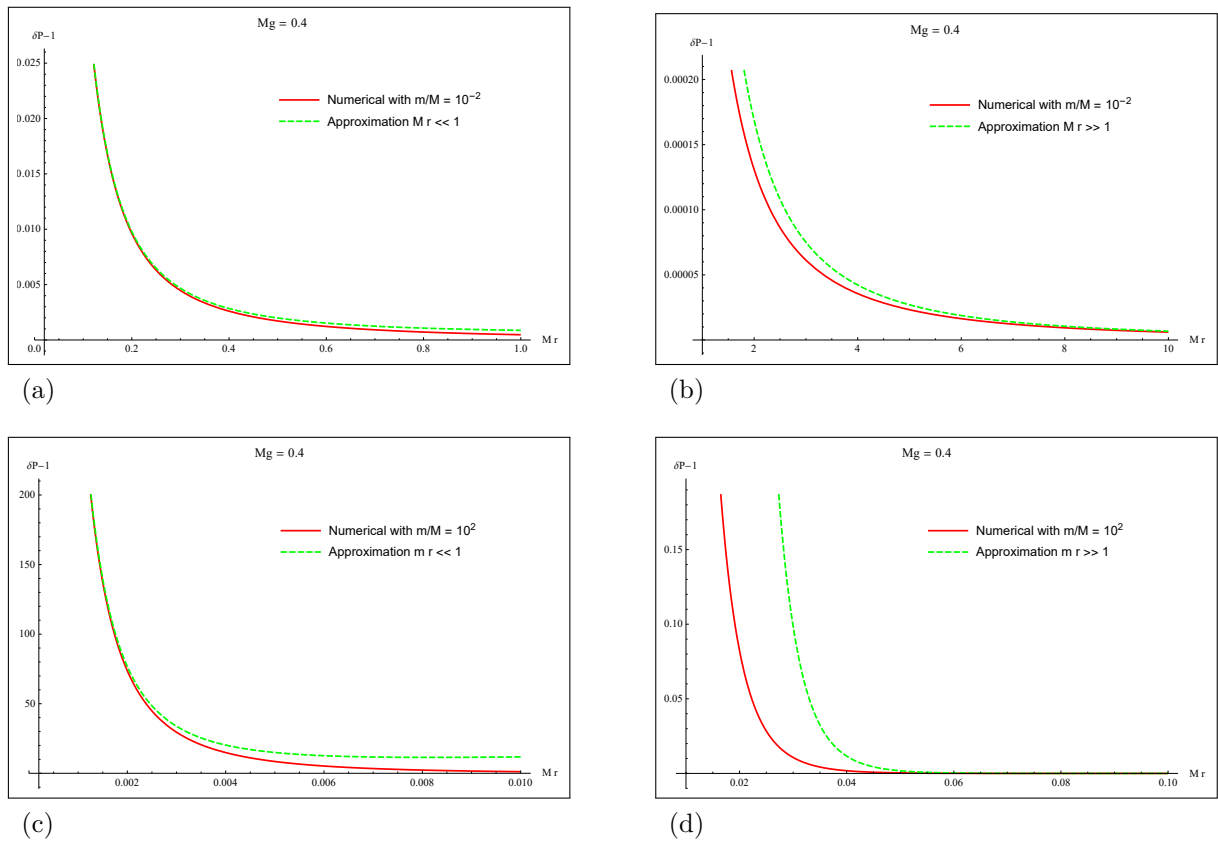 Mg = 0.4
δP-1
0.025
0.020
0.015
0.010
0.005
0.0
0.2
0.4
0.6
0.8
1.0
M r
Numerical with m/M = 10⁻²
Approximation M r << 1
(a)
Mg = 0.4
δP-1
0.00020
0.00015
0.00010
0.00005
2
4
6
8
10
M r
Numerical with m/M = 10⁻²
Approximation M r >> 1
(b)
Mg = 0.4
δP-1
200
150
100
50
0.002
0.004
0.006
0.008
0.010
M r
Numerical with m/M = 10²
Approximation m r << 1
(c)
Mg = 0.4
δP-1
0.15
0.10
0.05
0.02
0.04
0.06
0.08
0.10
M r
Numerical with m/M = 10²
Approximation m r >> 1
(d)